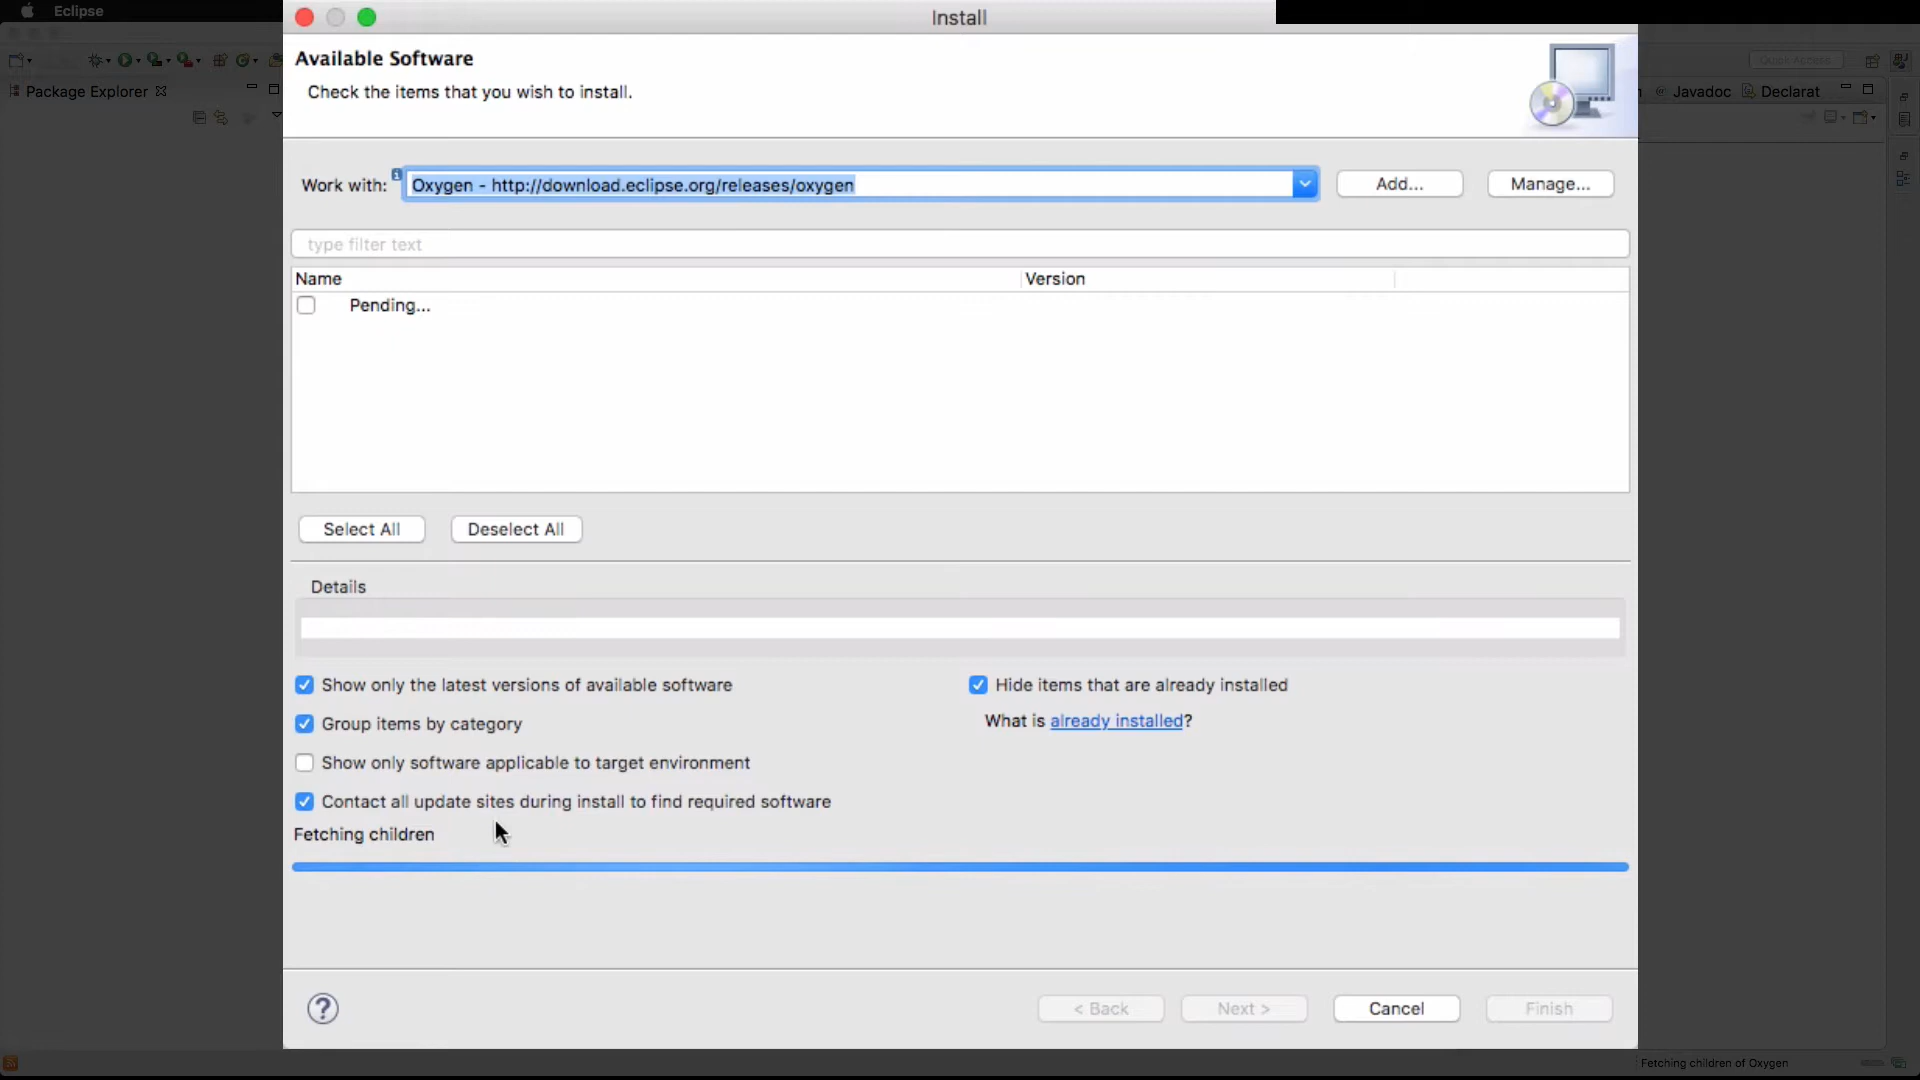 Eclipse
Install
Available Software
Check the items that you wish to install.
Quick Access
Package Explorer
Javadoc
Declarat
Work with:
Oxygen - http://download.eclipse.org/releases/oxygen
Add...
Manage...
type filter text
Name
Version
Pending...
Select All
Deselect All
Details
Show only the latest versions of available software
Hide items that are already installed
Group items by category
What is already installed?
Show only software applicable to target environment
Contact all update sites during install to find required software
Fetching children
?
< Back
Next >
Cancel
Finish
Fetching children of Oxygen